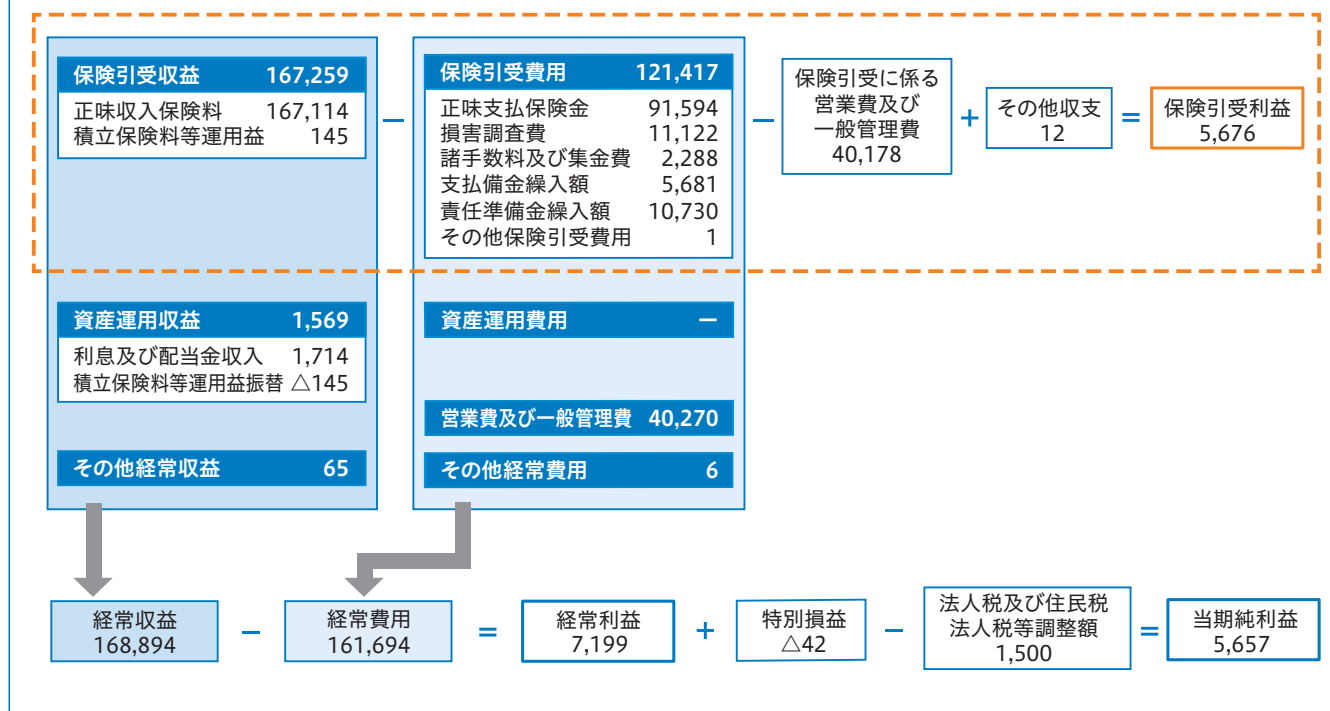 保険引受収益 167,259
正味収入保険料 167,114
積立保険料等運用益 145
−
保険引受費用 121,417
正味支払保険金 91,594
損害調査費 11,122
諸手数料及び集金費 2,288
支払備金繰入額 5,681
責任準備金繰入額 10,730
その他保険引受費用 1
−
保険引受に係る
営業費及び
一般管理費
40,178
+
その他収支
12
=
保険引受利益
5,676
資産運用収益 1,569
利息及び配当金収入 1,714
積立保険料等運用益振替 △145
資産運用費用 −
営業費及び一般管理費 40,270
その他経常収益 65
その他経常費用 6
経常収益
168,894
−
経常費用
161,694
=
経常利益
7,199
+
特別損益
△42
−
法人税及び住民税
法人税等調整額
1,500
=
当期純利益
5,657